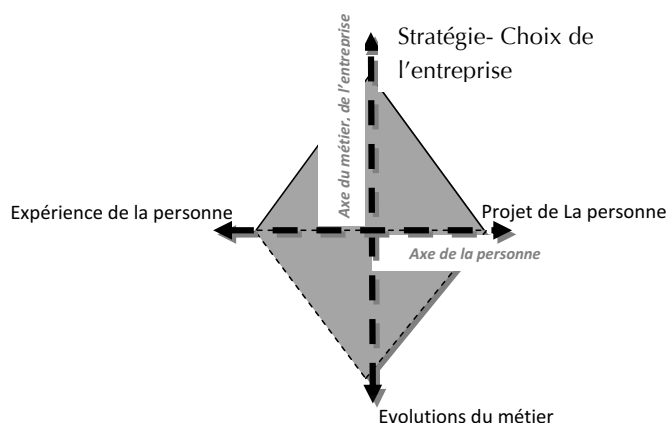 Stratégie- Choix de
l’entreprise
Axe du métier, de l’entreprise
Expérience de la personne
Projet de La personne
Axe de la personne
Evolutions du métier